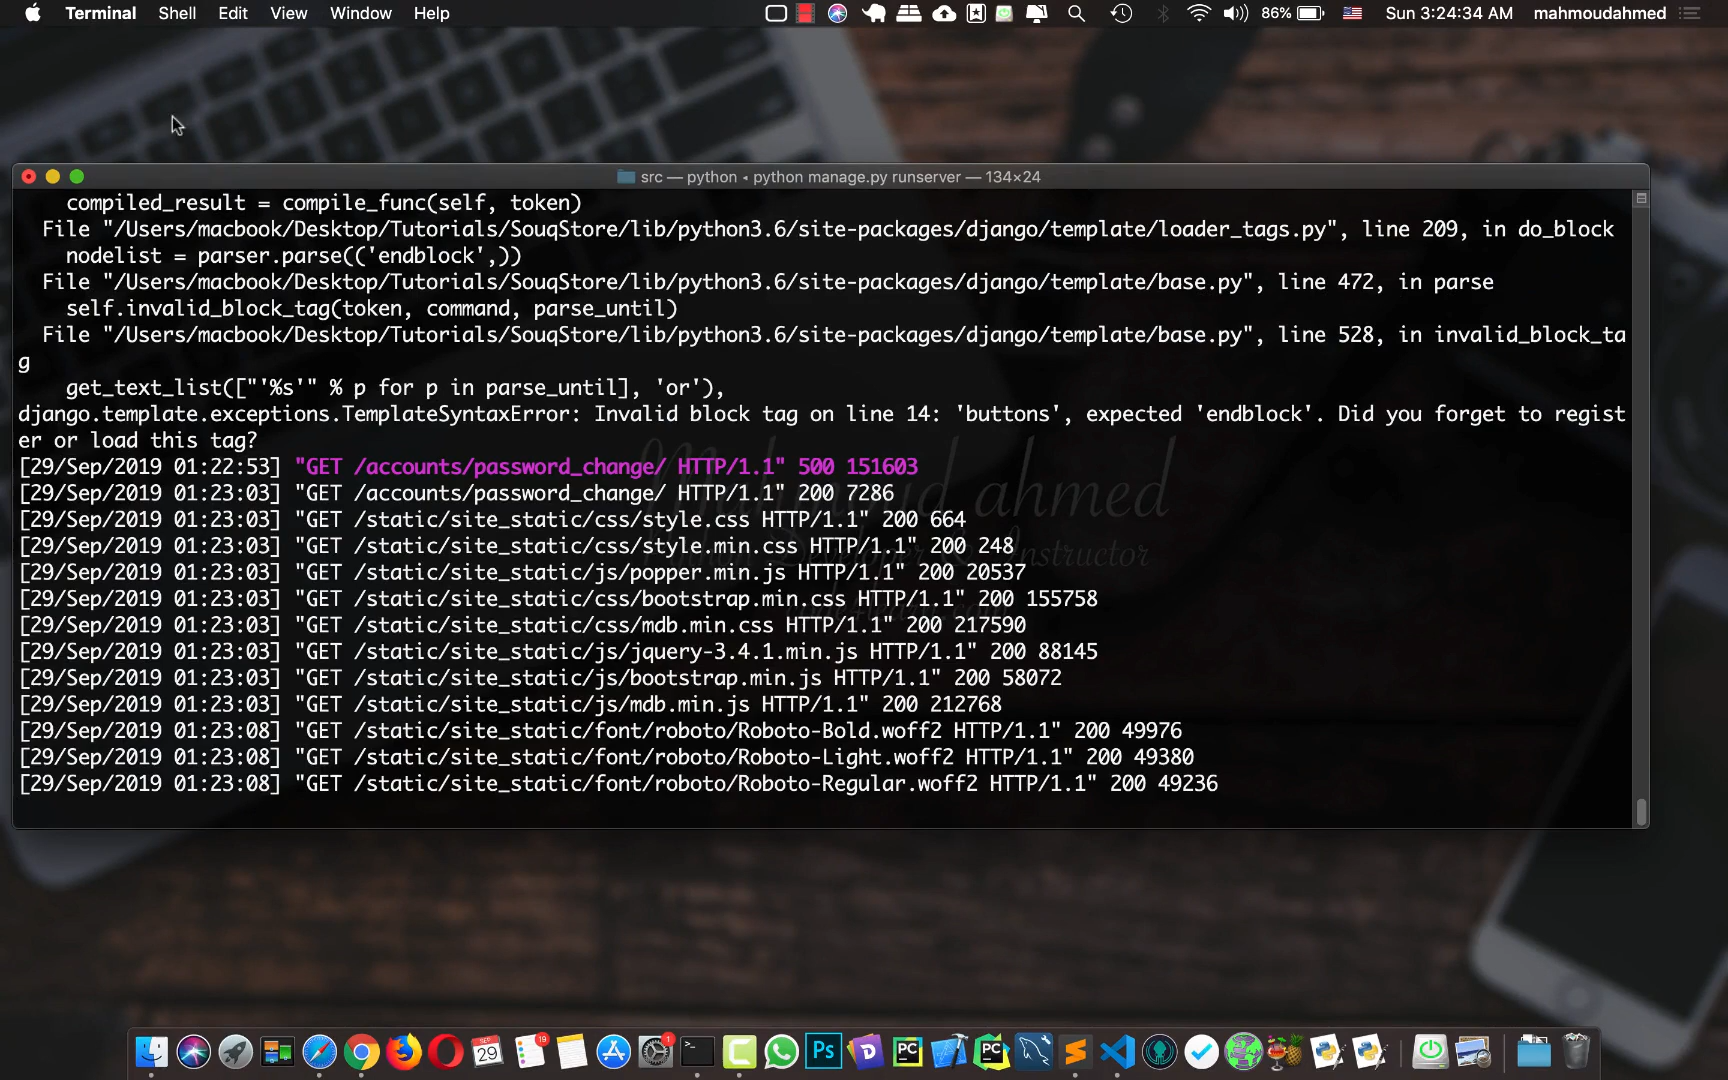 Terminal Shell Edit View Window Help 86% Sun 3:24:34 AM mahmoudahmed
src — python ◂ python manage.py runserver — 134×24
compiled_result = compile_func(self, token)
File "/Users/macbook/Desktop/Tutorials/SouqStore/lib/python3.6/site-packages/django/template/loader_tags.py", line 209, in do_block
nodelist = parser.parse(('endblock',))
File "/Users/macbook/Desktop/Tutorials/SouqStore/lib/python3.6/site-packages/django/template/base.py", line 472, in parse
self.invalid_block_tag(token, command, parse_until)
File "/Users/macbook/Desktop/Tutorials/SouqStore/lib/python3.6/site-packages/django/template/base.py", line 528, in invalid_block_ta
g
get_text_list(["'%s'" % p for p in parse_until], 'or'),
django.template.exceptions.TemplateSyntaxError: Invalid block tag on line 14: 'buttons', expected 'endblock'. Did you forget to regist
er or load this tag?
[29/Sep/2019 01:22:53] "GET /accounts/password_change/ HTTP/1.1" 500 151603
[29/Sep/2019 01:23:03] "GET /accounts/password_change/ HTTP/1.1" 200 7286
[29/Sep/2019 01:23:03] "GET /static/site_static/css/style.css HTTP/1.1" 200 664
[29/Sep/2019 01:23:03] "GET /static/site_static/css/style.min.css HTTP/1.1" 200 248
[29/Sep/2019 01:23:03] "GET /static/site_static/js/popper.min.js HTTP/1.1" 200 20537
[29/Sep/2019 01:23:03] "GET /static/site_static/css/bootstrap.min.css HTTP/1.1" 200 155758
[29/Sep/2019 01:23:03] "GET /static/site_static/css/mdb.min.css HTTP/1.1" 200 217590
[29/Sep/2019 01:23:03] "GET /static/site_static/js/jquery-3.4.1.min.js HTTP/1.1" 200 88145
[29/Sep/2019 01:23:03] "GET /static/site_static/js/bootstrap.min.js HTTP/1.1" 200 58072
[29/Sep/2019 01:23:03] "GET /static/site_static/js/mdb.min.js HTTP/1.1" 200 212768
[29/Sep/2019 01:23:08] "GET /static/site_static/font/roboto/Roboto-Bold.woff2 HTTP/1.1" 200 49976
[29/Sep/2019 01:23:08] "GET /static/site_static/font/roboto/Roboto-Light.woff2 HTTP/1.1" 200 49380
[29/Sep/2019 01:23:08] "GET /static/site_static/font/roboto/Roboto-Regular.woff2 HTTP/1.1" 200 49236
Mahmoud ahmed
Instructor
SEP
29
19
1
Ps
D
PC
PC